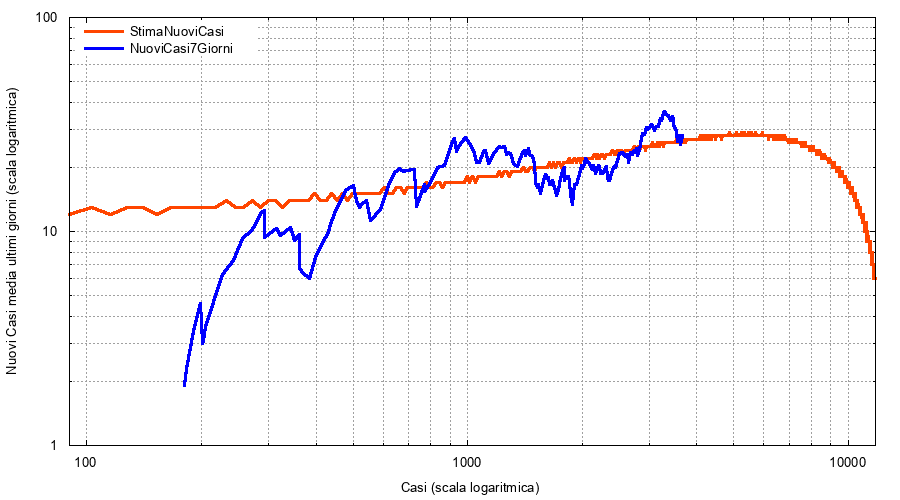 StimaNuoviCasi
NuoviCasi7Giorni
Nuovi Casi media ultimi giorni (scala logaritmica)
100
10
1
100
1000
10000
Casi (scala logaritmica)